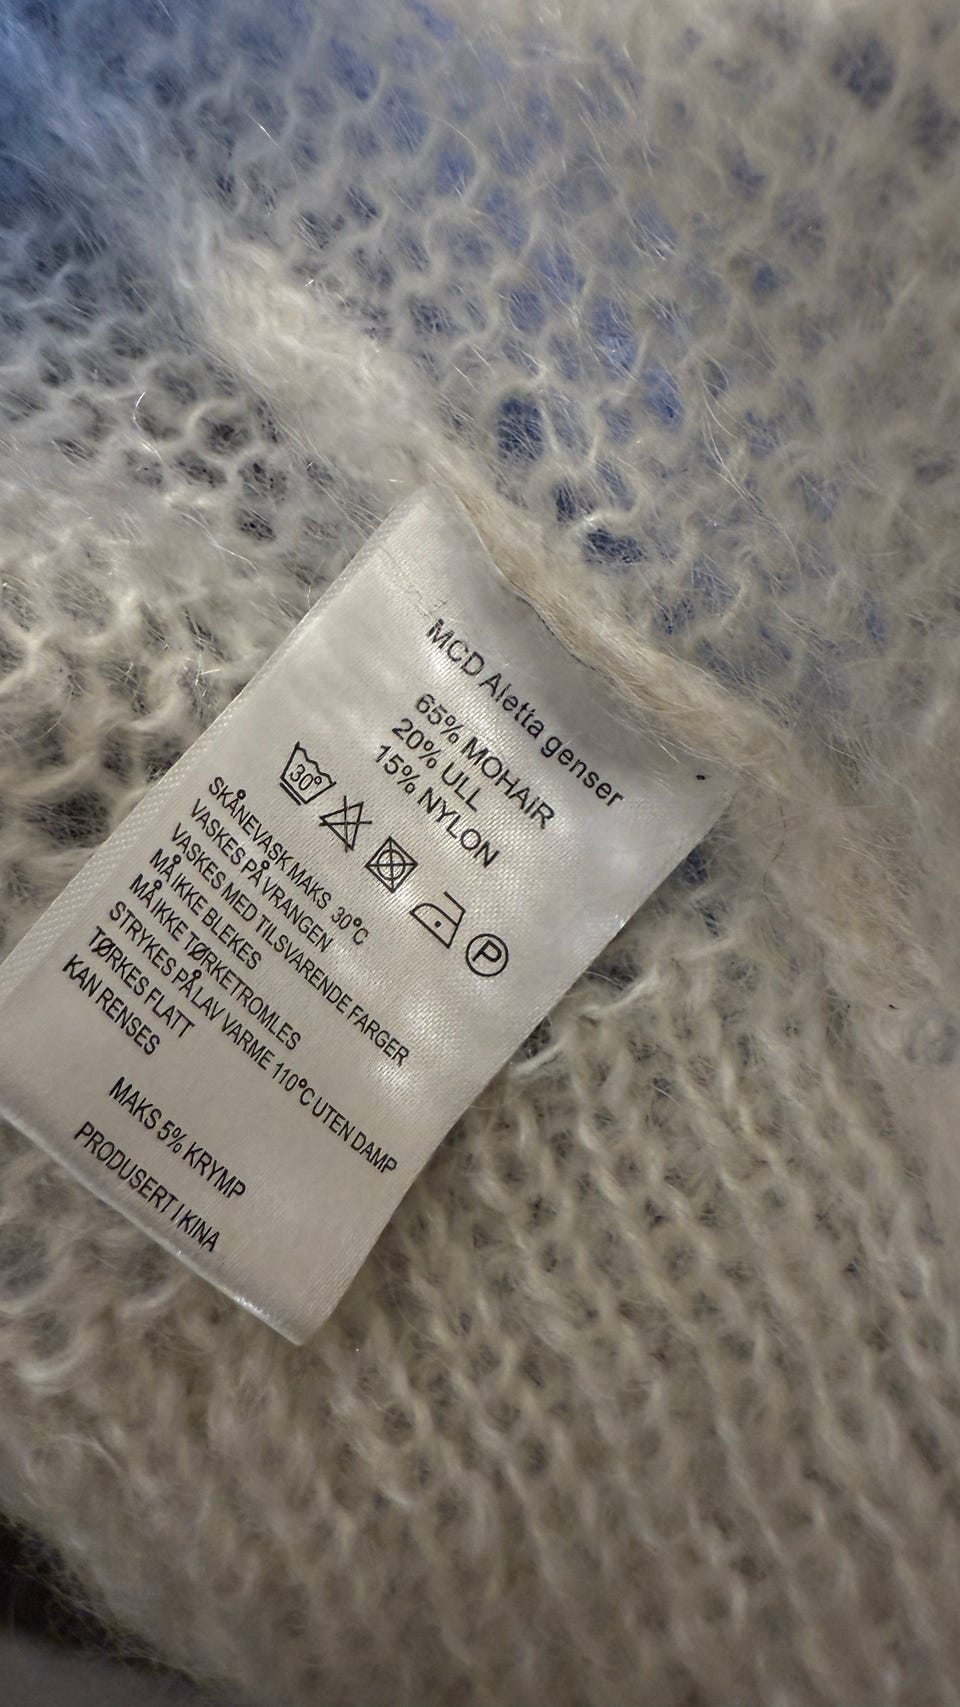 MCD Aletta genser
65% MOHAIR
20% ULL
15% NYLON
30°
P
SKÅNEVASK MAKS 30°C
VASKES PÅ VRANGEN
VASKES MED TILSVARENDE FARGER
MÅ IKKE BLEKES
MÅ IKKE TØRKETROMLES
STRYKES PÅ LAV VARME 110°C UTEN DAMP
TØRKES FLATT
KAN RENSES
MAKS 5% KRYMP
PRODUSERT I KINA